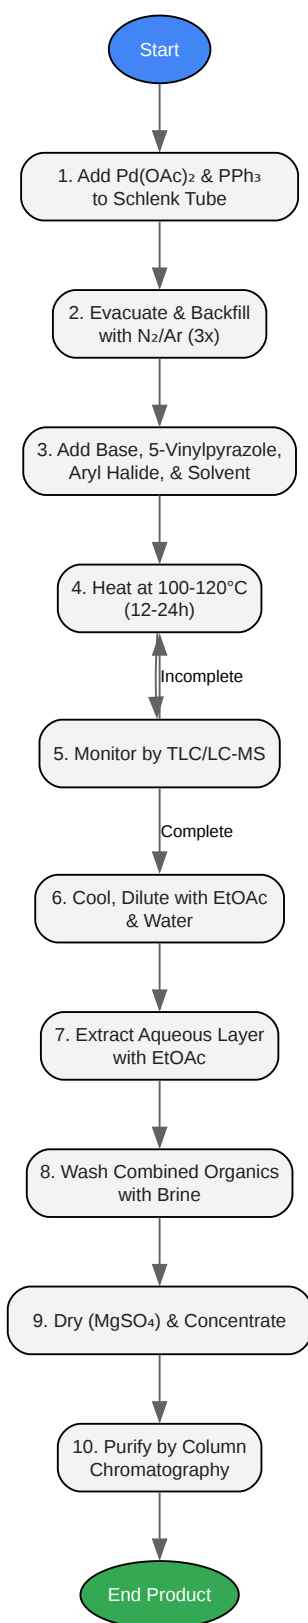 Start
1. Add Pd(OAc)₂ & PPh₃
to Schlenk Tube
2. Evacuate & Backfill
with N₂/Ar (3x)
3. Add Base, 5-Vinylpyrazole,
Aryl Halide, & Solvent
4. Heat at 100-120°C
(12-24h)
Incomplete
5. Monitor by TLC/LC-MS
Complete
6. Cool, Dilute with EtOAc
& Water
7. Extract Aqueous Layer
with EtOAc
8. Wash Combined Organics
with Brine
9. Dry (MgSO₄) & Concentrate
10. Purify by Column
Chromatography
End Product